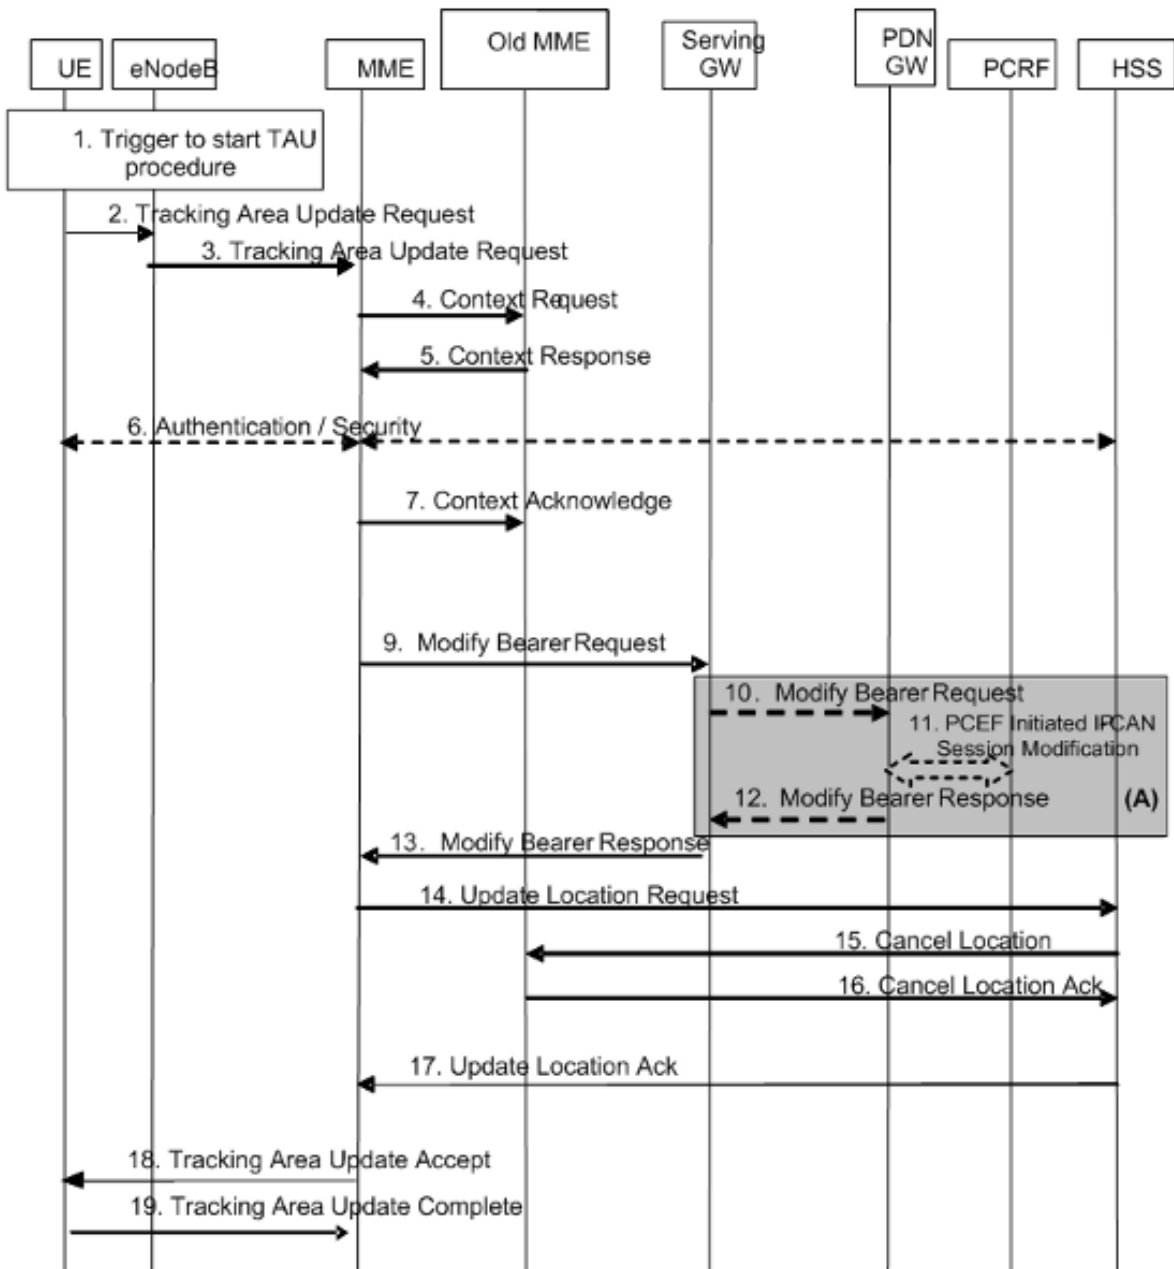 UE
eNodeB
MME
Old MME
Serving
GW
PDN
GW
PCRF
HSS
1. Trigger to start TAU
procedure
2. Tracking Area Update Request
3. Tracking Area Update Request
4. Context Request
5. Context Response
6. Authentication / Security
7. Context Acknowledge
9. Modify Bearer Request
10. Modify Bearer Request
11. PCEF Initiated IP-CAN
Session Modification
12. Modify Bearer Response
(A)
13. Modify Bearer Response
14. Update Location Request
15. Cancel Location
16. Cancel Location Ack
17. Update Location Ack
18. Tracking Area Update Accept
19. Tracking Area Update Complete